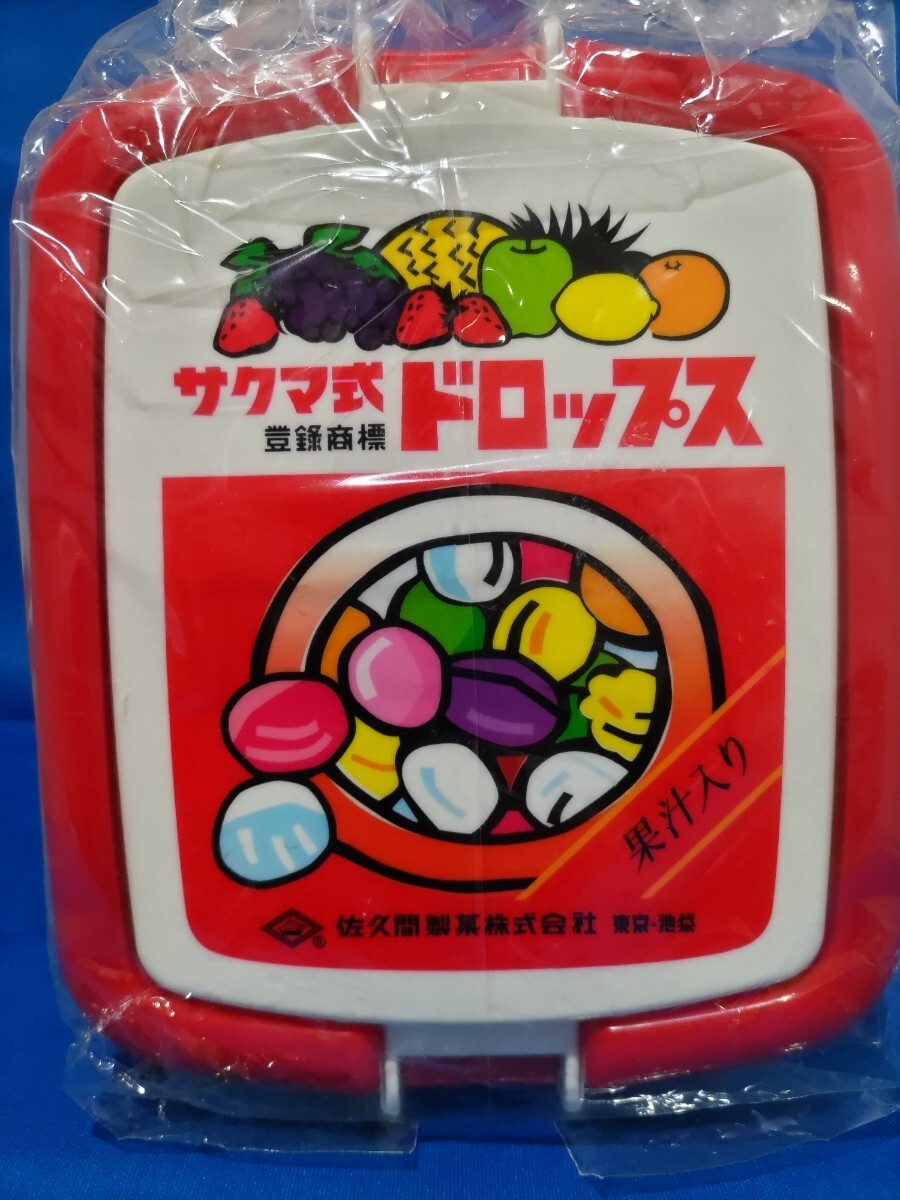 サクマ式ドロップス
登錄商標
果汁入り
® 佐久間製菓株式会社 東京・池袋